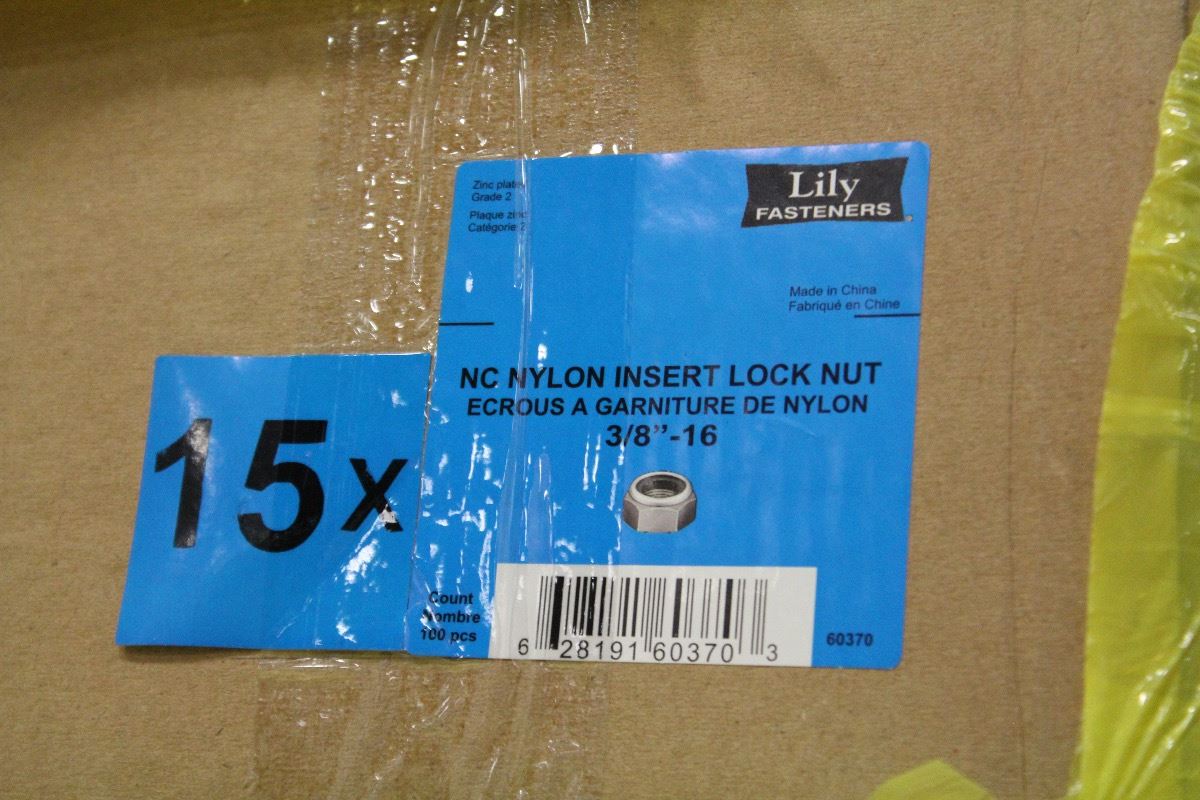 Zinc plated
Grade 2
Plaque zinc
Catégorie 2
Lily
FASTENERS
Made in China
Fabriqué en Chine
NC NYLON INSERT LOCK NUT
ECROUS A GARNITURE DE NYLON
3/8”-16
15x
Count
Nombre
100 pcs
6 28191 60370 3
60370